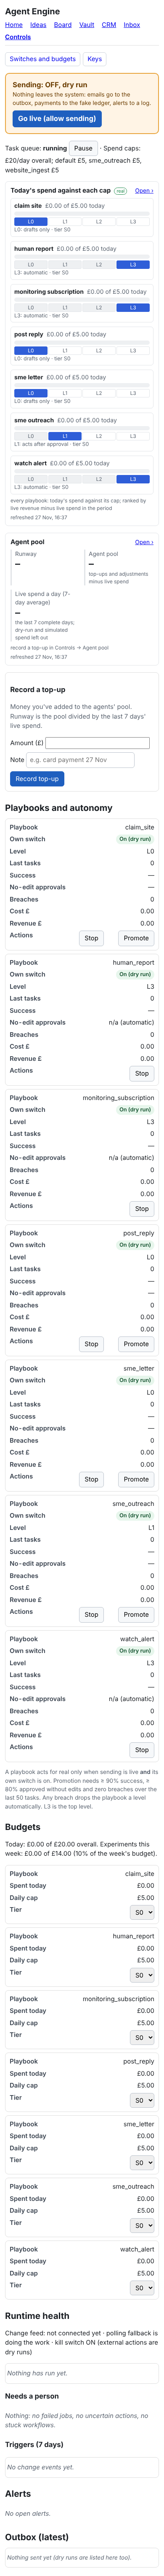 Agent Engine
Home Ideas Board Vault CRM Inbox
Controls
Switches and budgets Keys
Sending: OFF, dry run
Nothing leaves the system: emails go to the
outbox, payments to the fake ledger, alerts to a log.
Go live (allow sending)
Task queue: running Pause · Spend caps:
£20/day overall; default £5, sme_outreach £5,
website_ingest £5
Today's spend against each cap real Open ›
claim site £0.00 of £5.00 today
L0 L1 L2 L3
L0: drafts only · tier S0
human report £0.00 of £5.00 today
L0 L1 L2 L3
L3: automatic · tier S0
monitoring subscription £0.00 of £5.00 today
L0 L1 L2 L3
L3: automatic · tier S0
post reply £0.00 of £5.00 today
L0 L1 L2 L3
L0: drafts only · tier S0
sme letter £0.00 of £5.00 today
L0 L1 L2 L3
L0: drafts only · tier S0
sme outreach £0.00 of £5.00 today
L0 L1 L2 L3
L1: acts after approval · tier S0
watch alert £0.00 of £5.00 today
L0 L1 L2 L3
L3: automatic · tier S0
every playbook: today's spend against its cap; ranked by
live revenue minus live spend in the period
refreshed 27 Nov, 16:37
Agent pool Open ›
Runway
—
Agent pool
—
top-ups and adjustments
minus live spend
Live spend a day (7-
day average)
—
the last 7 complete days;
dry-run and simulated
spend left out
record a top-up in Controls → Agent pool
refreshed 27 Nov, 16:37
Record a top-up
Money you've added to the agents' pool.
Runway is the pool divided by the last 7 days'
live spend.
Amount (£)
Note e.g. card payment 27 Nov
Record top-up
Playbooks and autonomy
Playbook claim_site
Own switch On (dry run)
Level L0
Last tasks 0
Success —
No-edit approvals —
Breaches 0
Cost £ 0.00
Revenue £ 0.00
Actions Stop Promote
Playbook human_report
Own switch On (dry run)
Level L3
Last tasks 0
Success —
No-edit approvals n/a (automatic)
Breaches 0
Cost £ 0.00
Revenue £ 0.00
Actions Stop
Playbook monitoring_subscription
Own switch On (dry run)
Level L3
Last tasks 0
Success —
No-edit approvals n/a (automatic)
Breaches 0
Cost £ 0.00
Revenue £ 0.00
Actions Stop
Playbook post_reply
Own switch On (dry run)
Level L0
Last tasks 0
Success —
No-edit approvals —
Breaches 0
Cost £ 0.00
Revenue £ 0.00
Actions Stop Promote
Playbook sme_letter
Own switch On (dry run)
Level L0
Last tasks 0
Success —
No-edit approvals —
Breaches 0
Cost £ 0.00
Revenue £ 0.00
Actions Stop Promote
Playbook sme_outreach
Own switch On (dry run)
Level L1
Last tasks 0
Success —
No-edit approvals —
Breaches 0
Cost £ 0.00
Revenue £ 0.00
Actions Stop Promote
Playbook watch_alert
Own switch On (dry run)
Level L3
Last tasks 0
Success —
No-edit approvals n/a (automatic)
Breaches 0
Cost £ 0.00
Revenue £ 0.00
Actions Stop
A playbook acts for real only when sending is live and its
own switch is on. Promotion needs ≥ 90% success, ≥
80% approved without edits and zero breaches over the
last 50 tasks. Any breach drops the playbook a level
automatically. L3 is the top level.
Budgets
Today: £0.00 of £20.00 overall. Experiments this
week: £0.00 of £14.00 (10% of the week's budget).
Playbook claim_site
Spent today £0.00
Daily cap £5.00
Tier S0
Playbook human_report
Spent today £0.00
Daily cap £5.00
Tier S0
Playbook monitoring_subscription
Spent today £0.00
Daily cap £5.00
Tier S0
Playbook post_reply
Spent today £0.00
Daily cap £5.00
Tier S0
Playbook sme_letter
Spent today £0.00
Daily cap £5.00
Tier S0
Playbook sme_outreach
Spent today £0.00
Daily cap £5.00
Tier S0
Playbook watch_alert
Spent today £0.00
Daily cap £5.00
Tier S0
Runtime health
Change feed: not connected yet · polling fallback is
doing the work · kill switch ON (external actions are
dry runs)
Nothing has run yet.
Needs a person
Nothing: no failed jobs, no uncertain actions, no
stuck workflows.
Triggers (7 days)
No change events yet.
Alerts
No open alerts.
Outbox (latest)
Nothing sent yet (dry runs are listed here too).